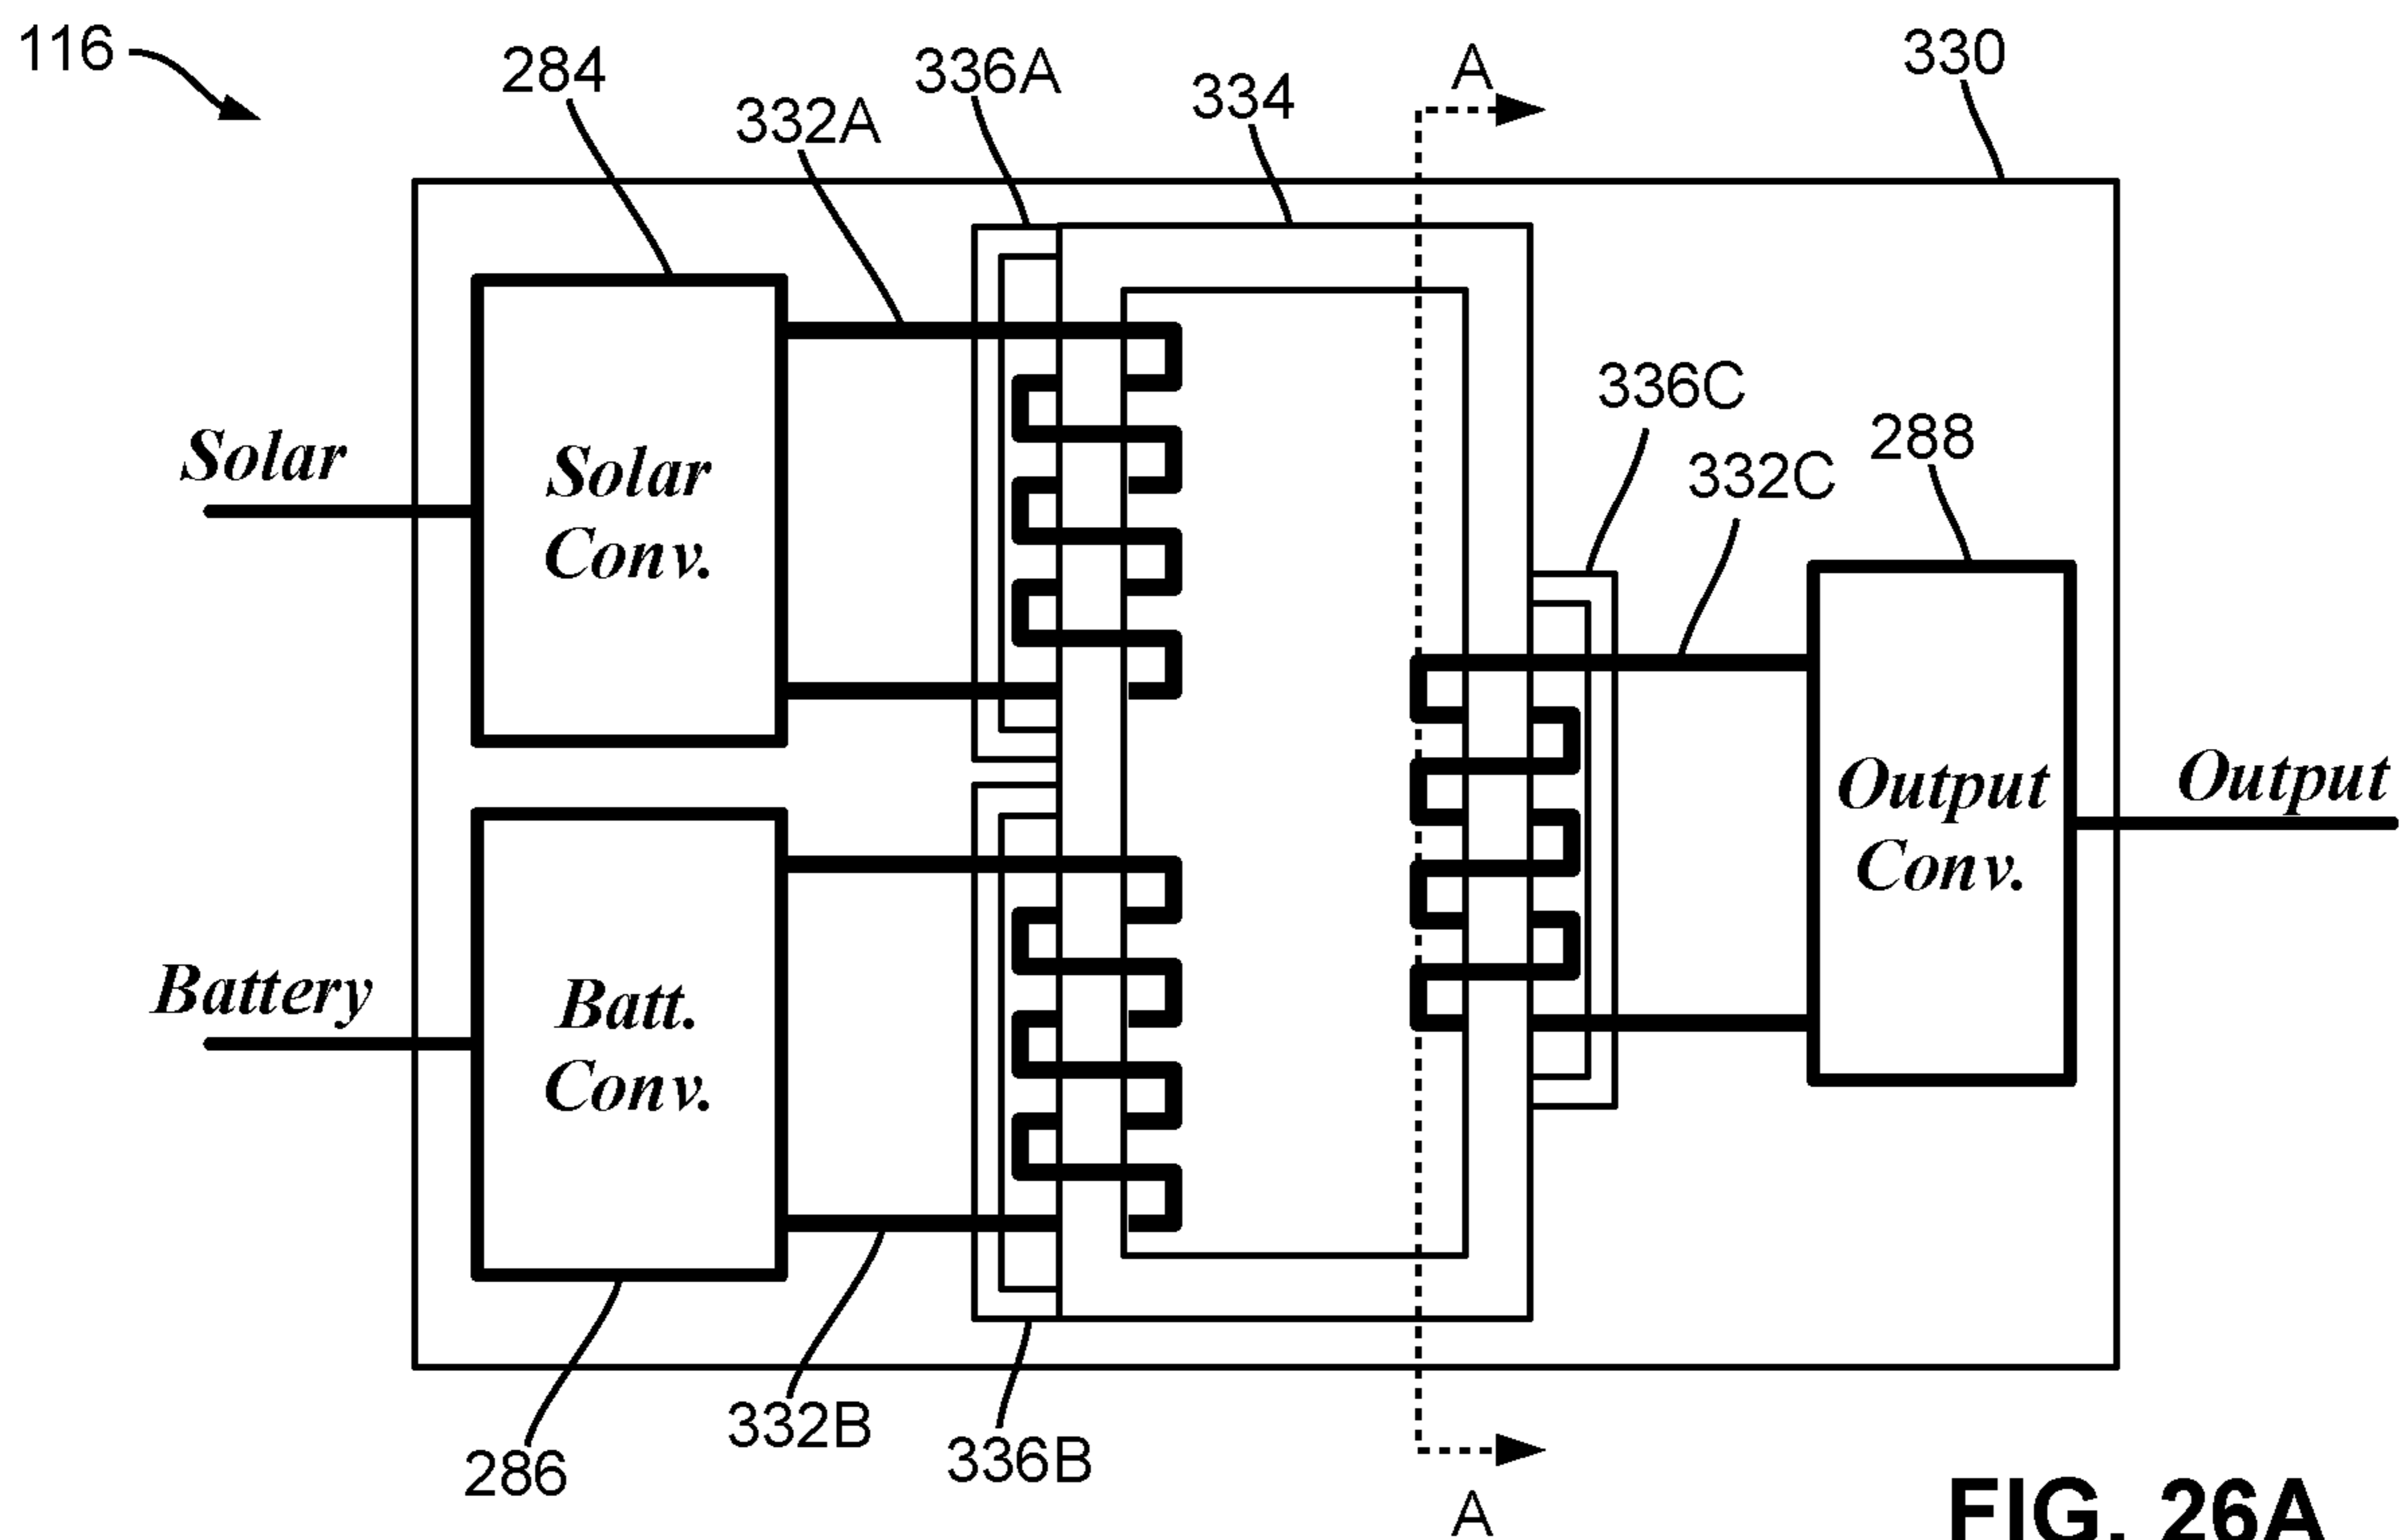 116
284
332A
336A
334
A
330
336C
332C
288
Solar
Solar
Conv.
Output
Conv.
Output
Battery
Batt.
Conv.
286
332B
336B
A
FIG. 26A